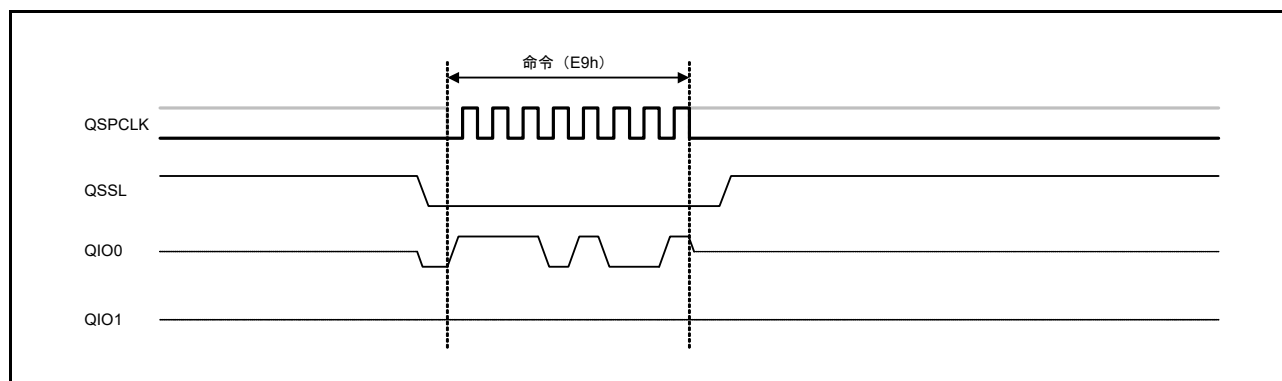 命令（E9h）
QSPCLK
QSSL
QIO0
QIO1